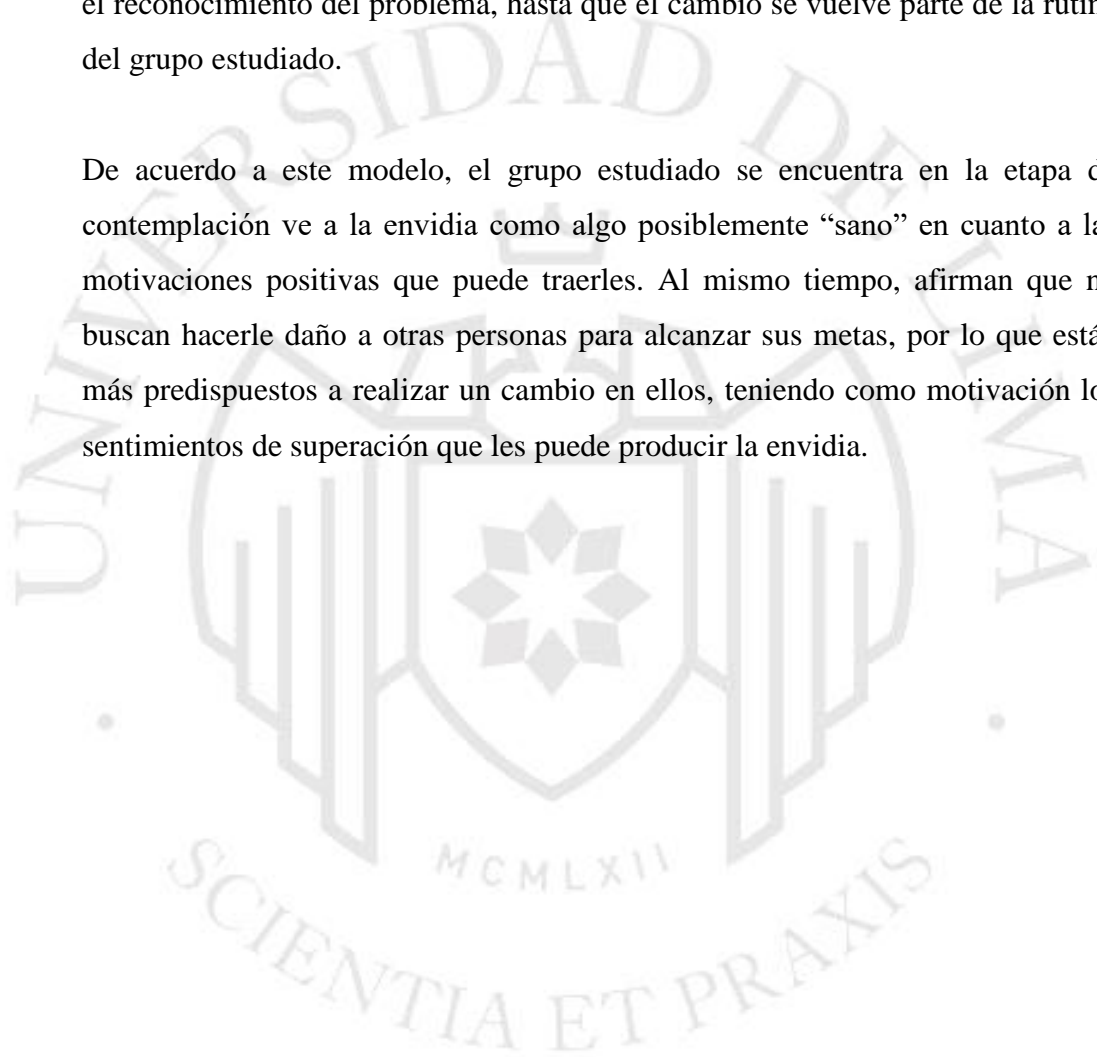 el reconocimiento del problema, hasta que el cambio se vuelve parte de la rutin
del grupo estudiado.
De acuerdo a este modelo, el grupo estudiado se encuentra en la etapa d
contemplación ve a la envidia como algo posiblemente “sano” en cuanto a la
motivaciones positivas que puede traerles. Al mismo tiempo, afirman que n
buscan hacerle daño a otras personas para alcanzar sus metas, por lo que está
más predispuestos a realizar un cambio en ellos, teniendo como motivación lo
sentimientos de superación que les puede producir la envidia.
UNIVERSIDAD DE LIMA
MCMLXII
SCIENTIA ET PRAXIS